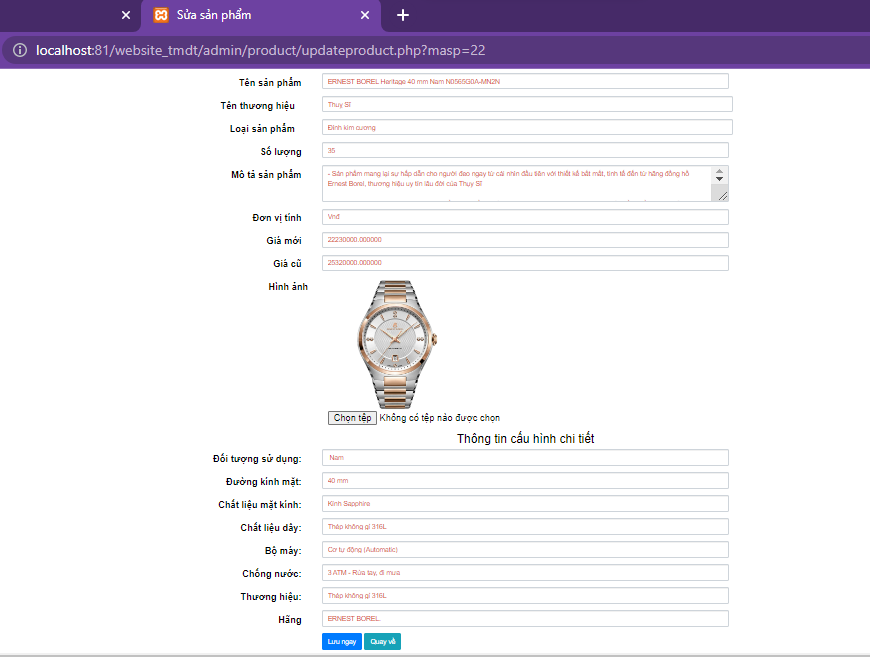 Sửa sản phẩm
localhost:81/website_tmdt/admin/product/updateproduct.php?masp=22
Tên sản phẩm ERNEST BOREL Heritage 40 mm Nam N0565G0A-MN2N
Tên thương hiệu Thụy Sĩ
Loại sản phẩm Đính kim cương
Số lượng 35
Mô tả sản phẩm - Sản phẩm mang lại sự hấp dẫn cho người đeo ngay từ cái nhìn đầu tiên với thiết kế bắt mắt, tinh tế đến từ hãng đồng hồ
Ernest Borel, thương hiệu uy tín lâu đời của Thụy Sĩ
Đơn vị tính Vnđ
Giá mới 22230000.000000
Giá cũ 25320000.000000
Hình ảnh
Chọn tệp Không có tệp nào được chọn
Thông tin cấu hình chi tiết
Đối tượng sử dụng: Nam
Đường kính mặt: 40 mm
Chất liệu mặt kính: Kính Sapphire
Chất liệu dây: Thép không gỉ 316L
Bộ máy: Cơ tự động (Automatic)
Chống nước: 3 ATM - Rửa tay, đi mưa
Thương hiệu: Thép không gỉ 316L
Hãng ERNEST BOREL.
Lưu ngay Quay về